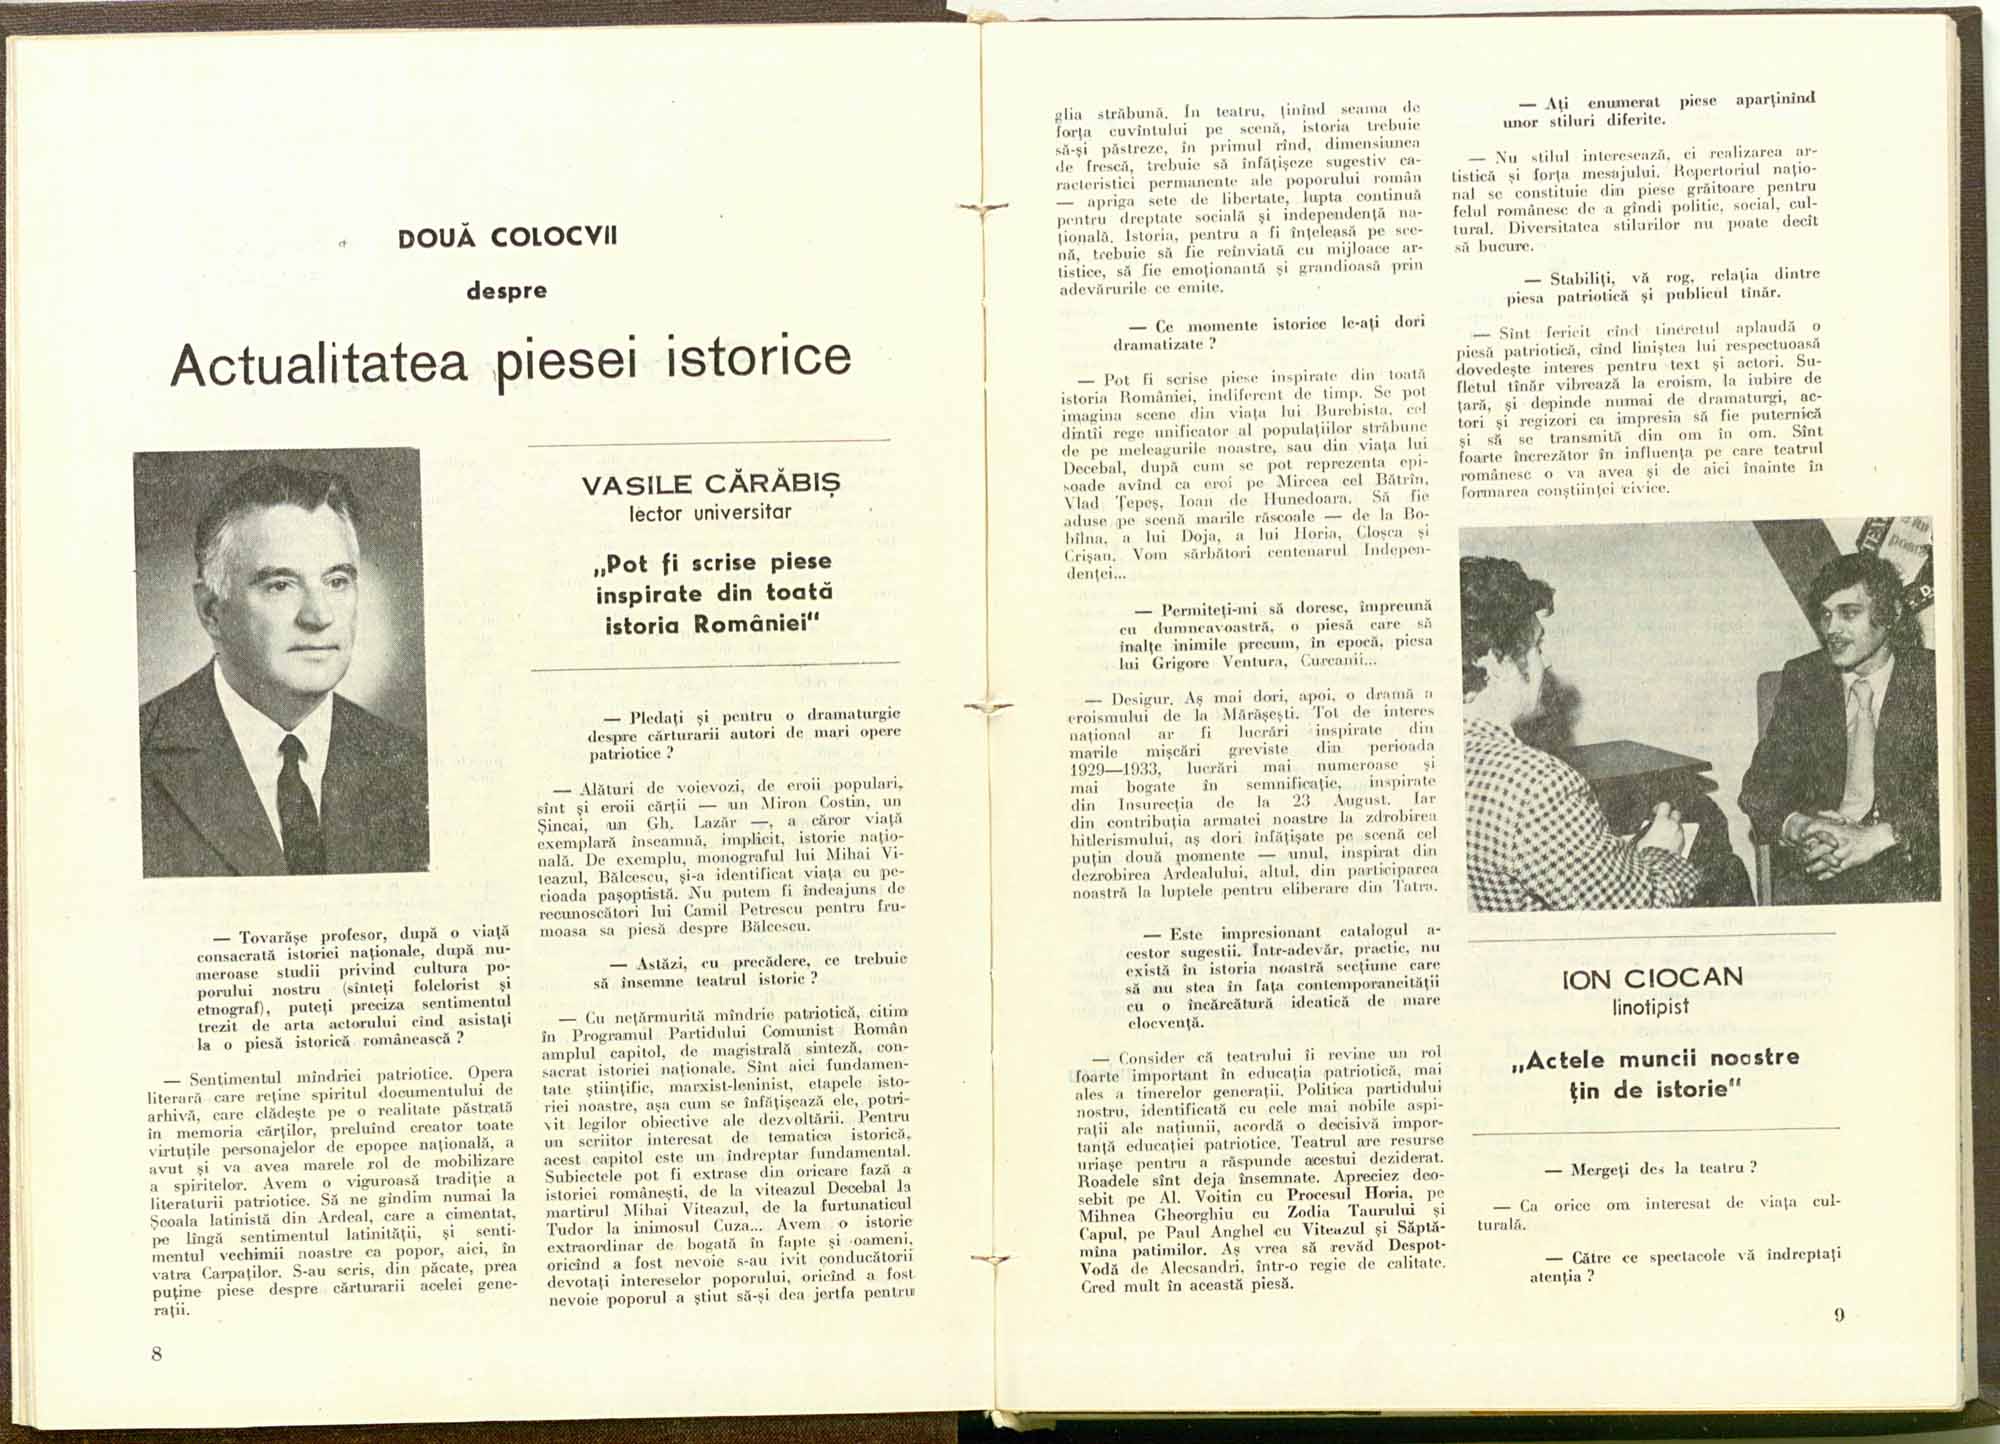 DOUĂ COLOCVII
despre
Actualitatea piesei istorice
VASILE CĂRĂBIȘ
lector universitar
„Pot fi scrise piese
inspirate din toată
istoria României"
— Tovarășe profesor, după o viață
consacrată istoriei naționale, după nu-
meroase studii privind cultura po-
porului nostru (sînteți folclorist și
etnograf), puteți preciza sentimentul
trezit de arta actorului cînd asistați
la o piesă istorică românească ?
— Sentimentul mîndriei patriotice. Opera
literară care reține spiritul documentului de
arhivă, care clădește pe o realitate păstrată
în memoria cărților, preluînd creator toate
virtuțile personajelor de epopee națională, a
avut și va avea marele rol de mobilizare
a spiritelor. Avem o viguroasă tradiție a
literaturii patriotice. Să ne gîndim numai la
Școala latinistă din Ardeal, care a cimentat,
pe lîngă sentimentul latinității, și senti-
mentul vechimii noastre ca popor, aici, în
vatra Carpaților. S-au scris, din păcate, prea
puține piese despre cărturarii acelei gene-
rații.
— Pledați și pentru o dramaturgie
despre cărturarii autori de mari opere
patriotice ?
— Alături de voievozi, de eroii populari,
sînt și eroii cărții — un Miron Costin, un
Șincai, un Gh. Lazăr —, a căror viață
exemplară înseamnă, implicit, istorie națio-
nală. De exemplu, monograful lui Mihai Vi-
teazul, Bălcescu, și-a identificat viața cu pe-
rioada pașoptistă. Nu putem fi îndeajuns de
recunoscători lui Camil Petrescu pentru fru-
moasa sa piesă despre Bălcescu.
— Astăzi, cu precădere, ce trebuie
să însemne teatrul istoric ?
— Cu nețărmurită mîndrie patriotică, citim
în Programul Partidului Comunist Român
amplul capitol, de magistrală sinteză, con-
sacrat istoriei naționale. Sînt aici fundamen-
tate științific, marxist-leninist, etapele isto-
riei noastre, așa cum se înfățișează ele, potri-
vit legilor obiective ale dezvoltării. Pentru
un scriitor interesat de tematica istorică,
acest capitol este un îndreptar fundamental.
Subiectele pot fi extrase din oricare fază a
istoriei românești, de la viteazul Decebal la
martirul Mihai Viteazul, de la furtunaticul
Tudor la inimosul Cuza... Avem o istorie
extraordinar de bogată în fapte și oameni,
oricînd a fost nevoie s-au ivit conducătorii
devotați intereselor poporului, oricînd a fost
nevoie poporul a știut să-și dea jertfa pentru
8
glia străbună. În teatru, ținînd seama de
forța cuvîntului pe scenă, istoria trebuie
să-și păstreze, în primul rînd, dimensiunea
de frescă, trebuie să înfățișeze sugestiv ca-
racteristici permanente ale poporului român
— apriga sete de libertate, lupta continuă
pentru dreptate socială și independență na-
țională. Istoria, pentru a fi înțeleasă pe sce-
nă, trebuie să fie reînviată cu mijloace ar-
tistice, să fie emoționantă și grandioasă prin
adevărurile ce emite.
— Ce momente istorice le-ați dori
dramatizate ?
— Pot fi scrise piese inspirate din toată
istoria României, indiferent de timp. Se pot
imagina scene din viața lui Burebista, cel
dintîi rege unificator al populațiilor străbune
de pe meleagurile noastre, sau din viața lui
Decebal, după cum se pot reprezenta epi-
soade avînd ca eroi pe Mircea cel Bătrîn,
Vlad Țepeș, Ioan de Hunedoara. Să fie
aduse pe scenă marile răscoale — de la Bo-
bîlna, a lui Doja, a lui Horia, Cloșca și
Crișan. Vom sărbători centenarul Indepen-
denței...
— Permiteți-mi să doresc, împreună
cu dumneavoastră, o piesă care să
înalțe inimile precum, în epocă, piesa
lui Grigore Ventura, Curcanii...
— Desigur. Aș mai dori, apoi, o dramă a
eroismului de la Mărășești. Tot de interes
național ar fi lucrări inspirate din
marile mișcări greviste din perioada
1929—1933, lucrări mai numeroase și
mai bogate în semnificație, inspirate
din Insurecția de la 23 August. Iar
din contribuția armatei noastre la zdrobirea
hitlerismului, aș dori înfățișate pe scenă cel
puțin două momente — unul, inspirat din
dezrobirea Ardealului, altul, din participarea
noastră la luptele pentru eliberare din Tatra.
— Este impresionant catalogul a-
cestor sugestii. Într-adevăr, practic, nu
există în istoria noastră secțiune care
să nu stea în fața contemporaneității
cu o încărcătură ideatică de mare
elocvență.
— Consider că teatrului îi revine un rol
foarte important în educația patriotică, mai
ales a tinerelor generații. Politica partidului
nostru, identificată cu cele mai nobile aspi-
rații ale națiunii, acordă o decisivă impor-
tanță educației patriotice. Teatrul are resurse
uriașe pentru a răspunde acestui deziderat.
Roadele sînt deja însemnate. Apreciez deo-
sebit pe Al. Voitin cu Procesul Horia, pe
Mihnea Gheorghiu cu Zodia Taurului și
Capul, pe Paul Anghel cu Viteazul și Săptă-
mîna patimilor. Aș vrea să revăd Despot-
Vodă de Alecsandri, într-o regie de calitate.
Cred mult în această piesă.
— Ați enumerat piese aparținînd
unor stiluri diferite.
— Nu stilul interesează, ci realizarea ar-
tistică și forța mesajului. Repertoriul națio-
nal se constituie din piese grăitoare pentru
felul românesc de a gîndi politic, social, cul-
tural. Diversitatea stilurilor nu poate decît
să bucure.
— Stabiliți, vă rog, relația dintre
piesa patriotică și publicul tînăr.
— Sînt fericit cînd tineretul aplaudă o
piesă patriotică, cînd liniștea lui respectuoasă
dovedește interes pentru text și actori. Su-
fletul tînăr vibrează la eroism, la iubire de
țară, și depinde numai de dramaturgi, ac-
tori și regizori ca impresia să fie puternică
și să se transmită din om în om. Sînt
foarte încrezător în influența pe care teatrul
românesc o va avea și de aici înainte în
formarea conștiinței civice.
ION CIOCAN
linotipist
„Actele muncii noastre
țin de istorie"
— Mergeți des la teatru ?
— Ca orice om interesat de viața cul-
turală.
— Către ce spectacole vă îndreptați
atenția ?
9